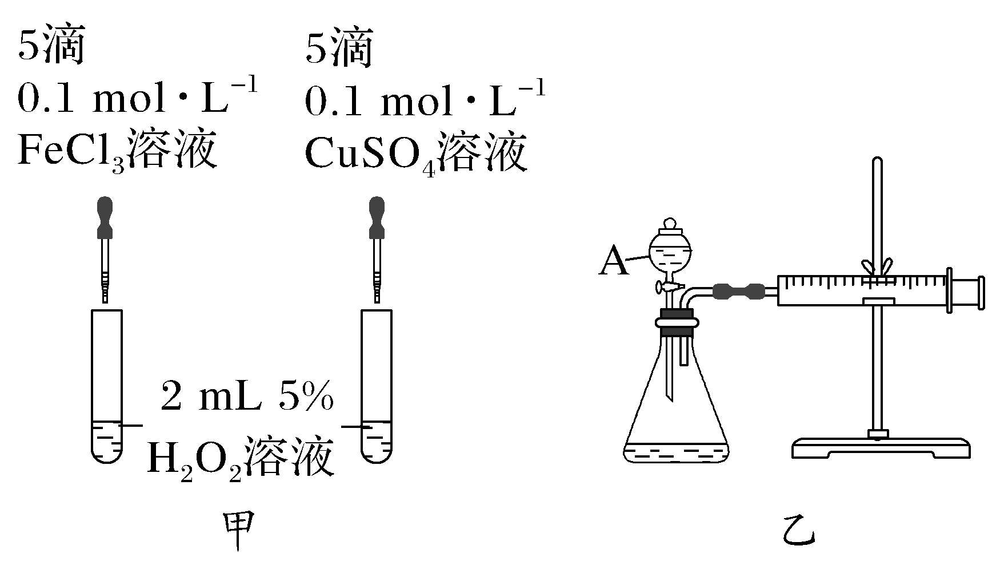 5滴
0.1 mol·L⁻¹
FeCl₃溶液
5滴
0.1 mol·L⁻¹
CuSO₄溶液
A
2 mL 5%
H₂O₂溶液
甲
乙